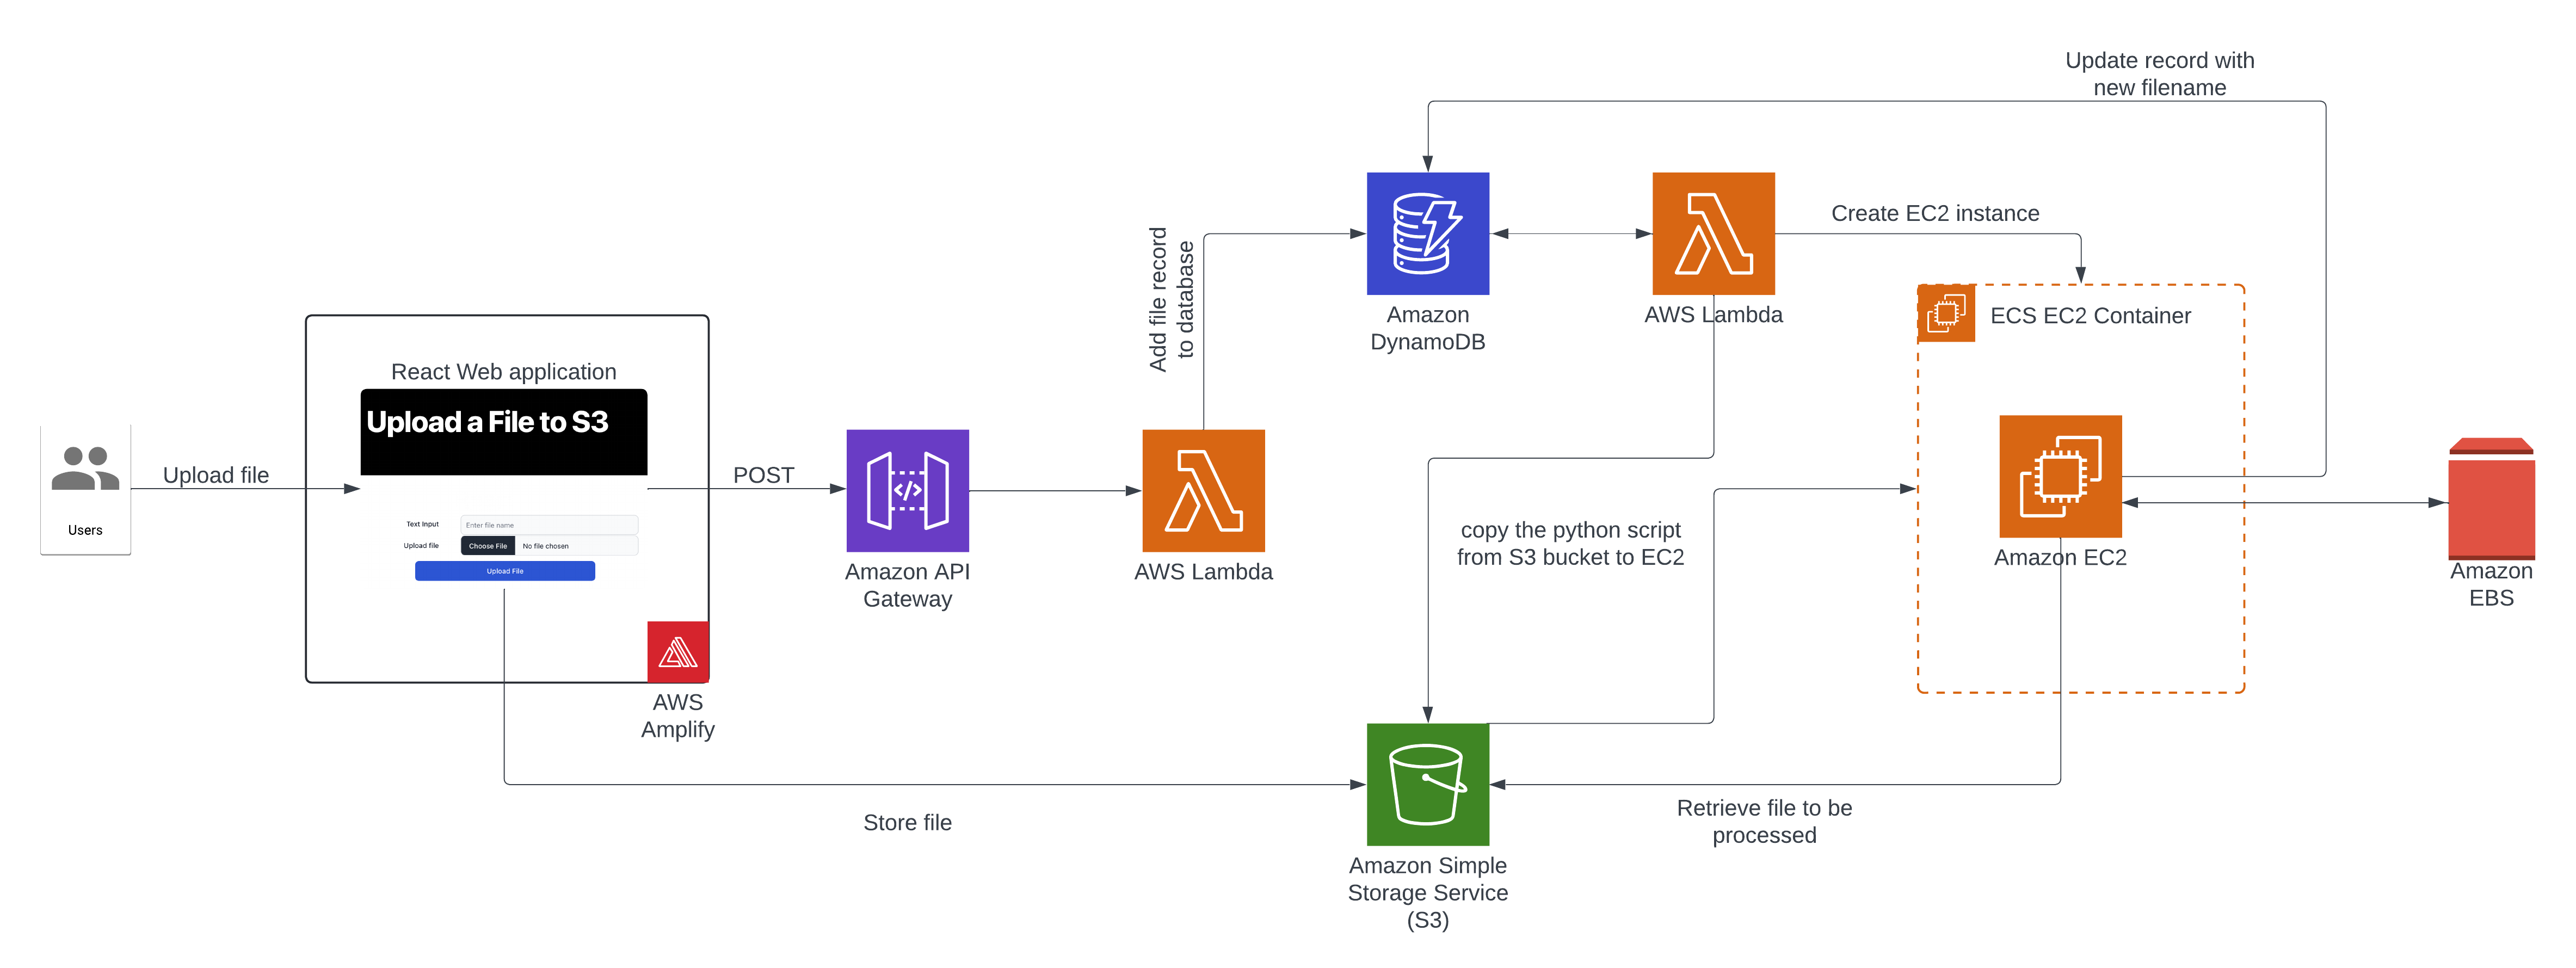 Update record with
new filename
Create EC2 instance
Add file record
to database
Amazon
DynamoDB
AWS Lambda
ECS EC2 Container
React Web application
Upload a File to S3
Upload file
Users
POST
Text Input
Enter file name
Upload file
Choose File
No file chosen
Upload File
Amazon API
Gateway
AWS Lambda
copy the python script
from S3 bucket to EC2
Amazon EC2
Amazon
EBS
AWS
Amplify
Store file
Retrieve file to be
processed
Amazon Simple
Storage Service
(S3)